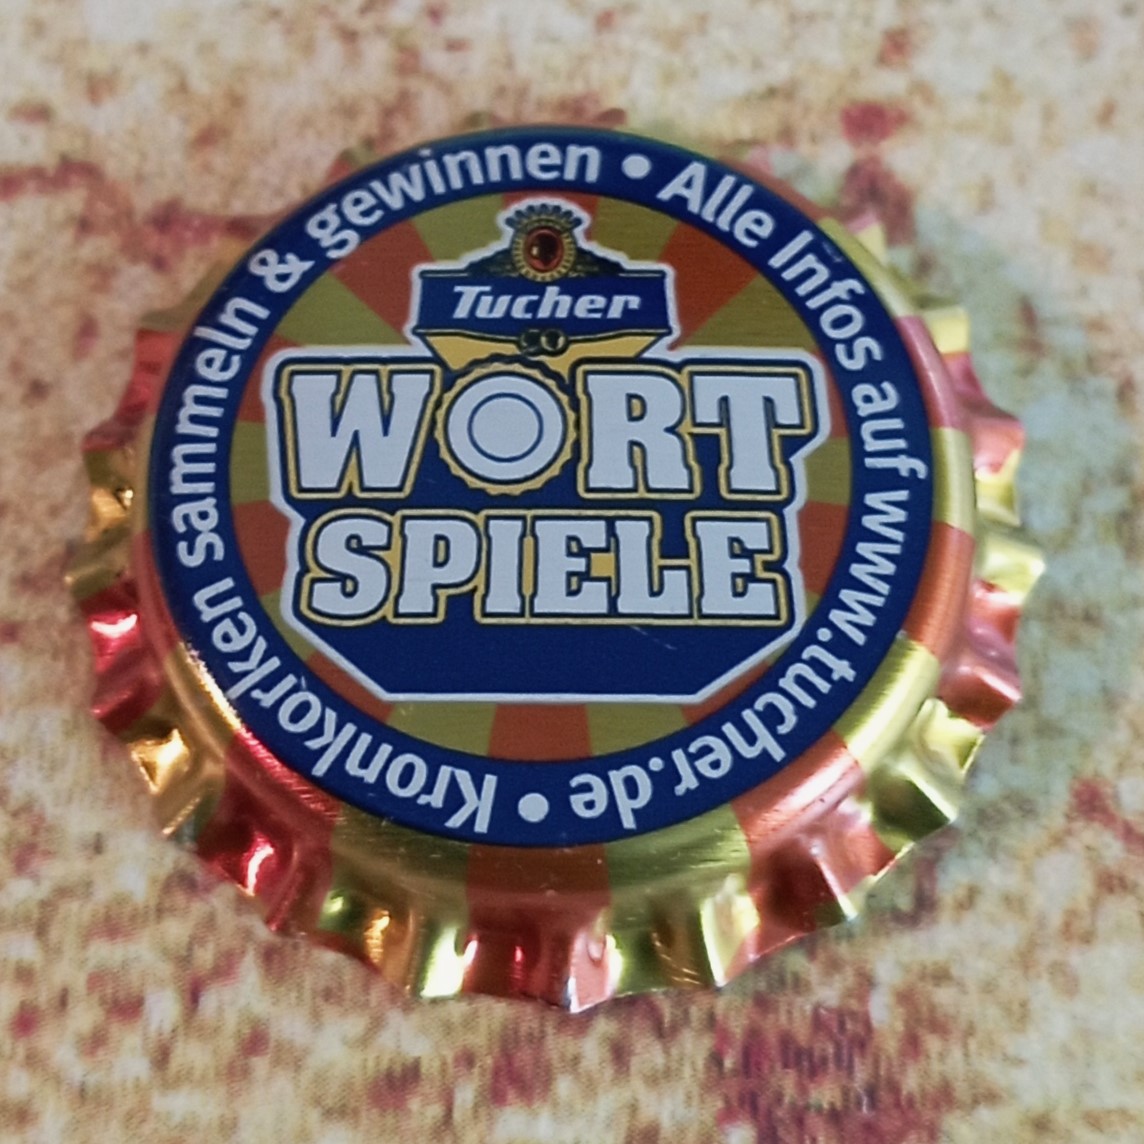 Tucher
WORT
SPIELE
Kronkorken sammeln & gewinnen • Alle Infos auf www.tucher.de •